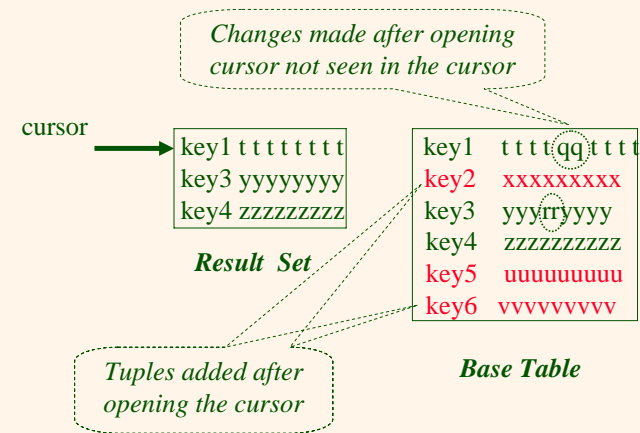 Changes made after opening
cursor not seen in the cursor
cursor
key1 t t t t t t t t
key3 yyyyyyyy
key4 zzzzzzzzz
Result Set
key1 t t t t qq t t t t
key2 xxxxxxxxx
key3 yyyrryyyy
key4 zzzzzzzzzz
key5 uuuuuuuuu
key6 vvvvvvvvv
Base Table
Tuples added after
opening the cursor